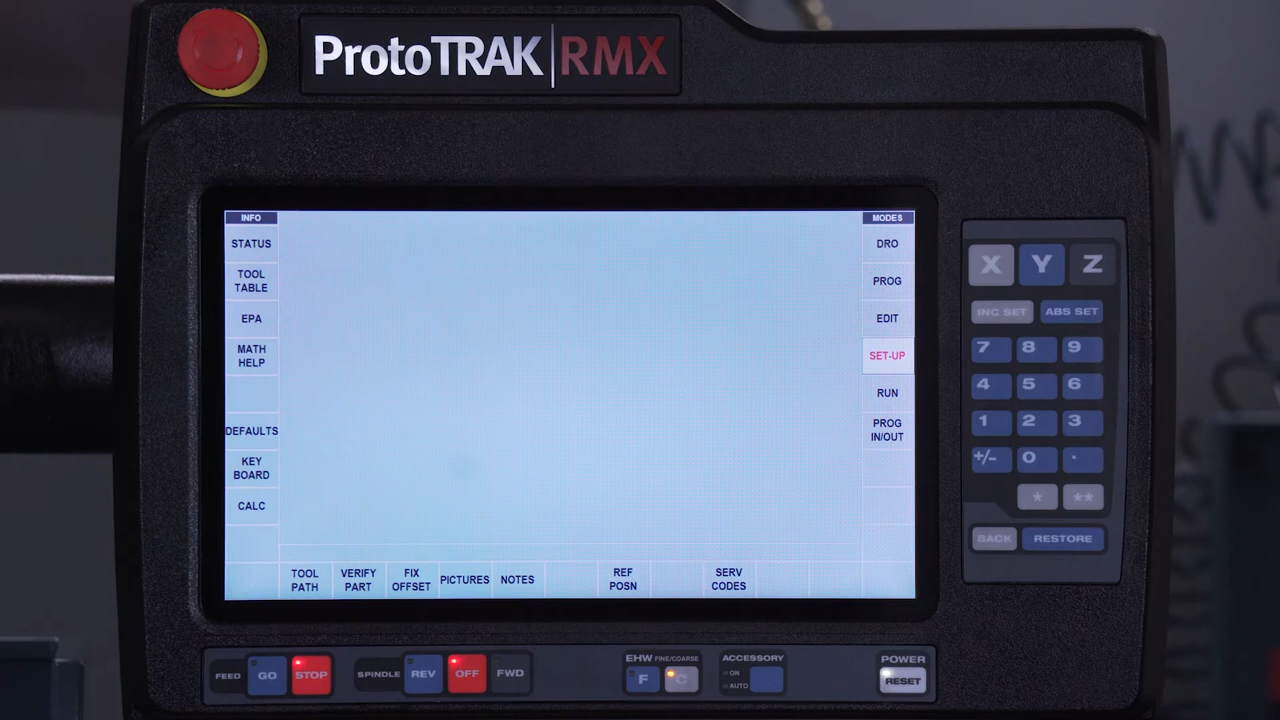 ProtoTRAK RMX
INFO
STATUS
TOOL
TABLE
EPA
MATH
HELP
DEFAULTS
KEY
BOARD
CALC
MODES
DRO
PROG
EDIT
SET-UP
RUN
PROG
IN/OUT
TOOL
PATH
VERIFY
PART
FIX
OFFSET
PICTURES
NOTES
REF
POSN
SERV
CODES
X Y Z
INC SET ABS SET
7 8 9
4 5 6
1 2 3
+/- 0 .
* **
BACK RESTORE
FEED GO STOP
SPINDLE REV OFF FWD
EHW FINE/COARSE
F C
ACCESSORY
ON
AUTO
POWER
RESET